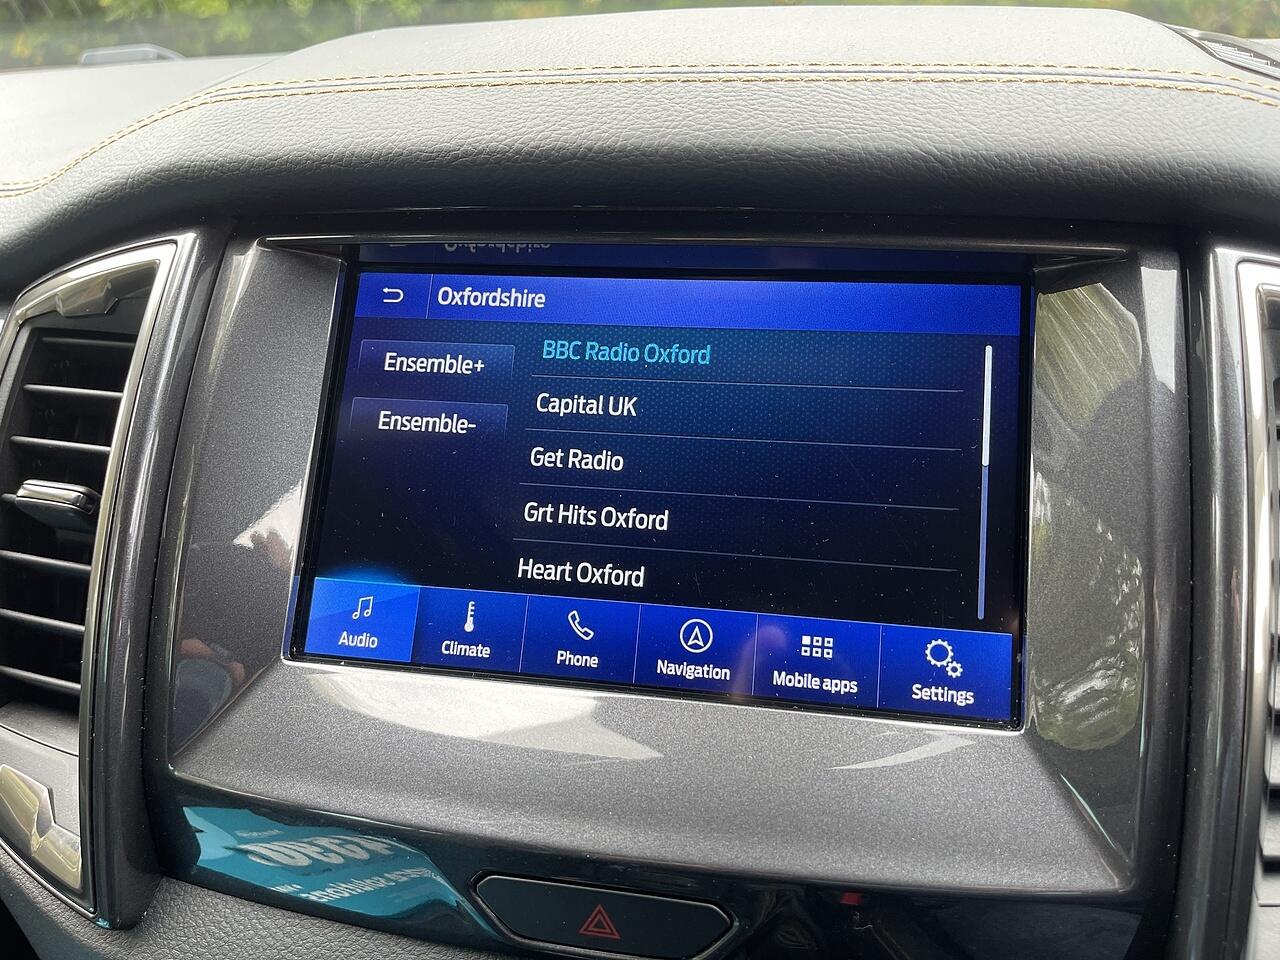 Oxfordshire
Ensemble+
Ensemble-
BBC Radio Oxford
Capital UK
Get Radio
Grt Hits Oxford
Heart Oxford
Audio
Climate
Phone
Navigation
Mobile apps
Settings